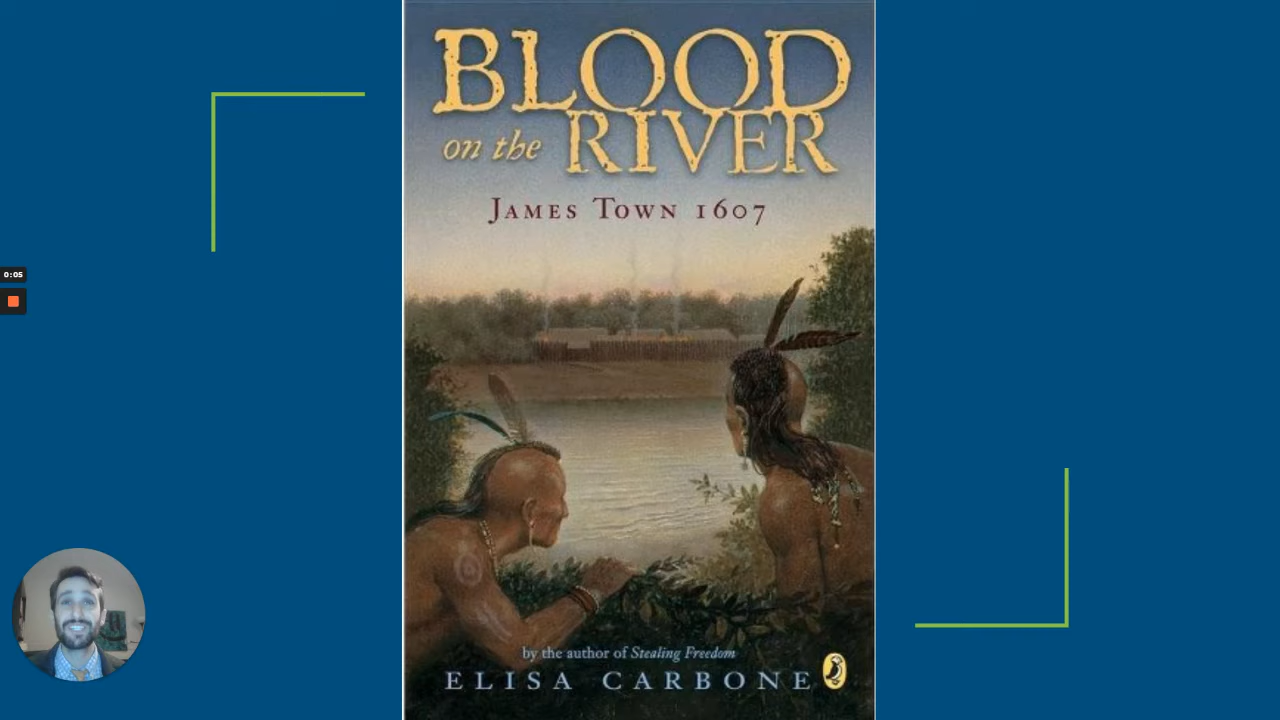 BLOOD
on the RIVER
JAMES TOWN 1607
0:05
by the author of Stealing Freedom
ELISA CARBONE